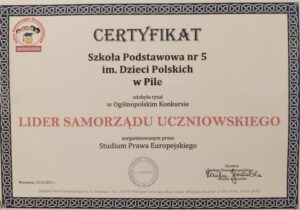 CERTYFIKAT
Szkoła Podstawowa nr 5
im. Dzieci Polskich
w Pile
zdobyła tytuł
w Ogólnopolskim Konkursie
LIDER SAMORZĄDU UCZNIOWSKIEGO
zorganizowanym przez
Studium Prawa Europejskiego